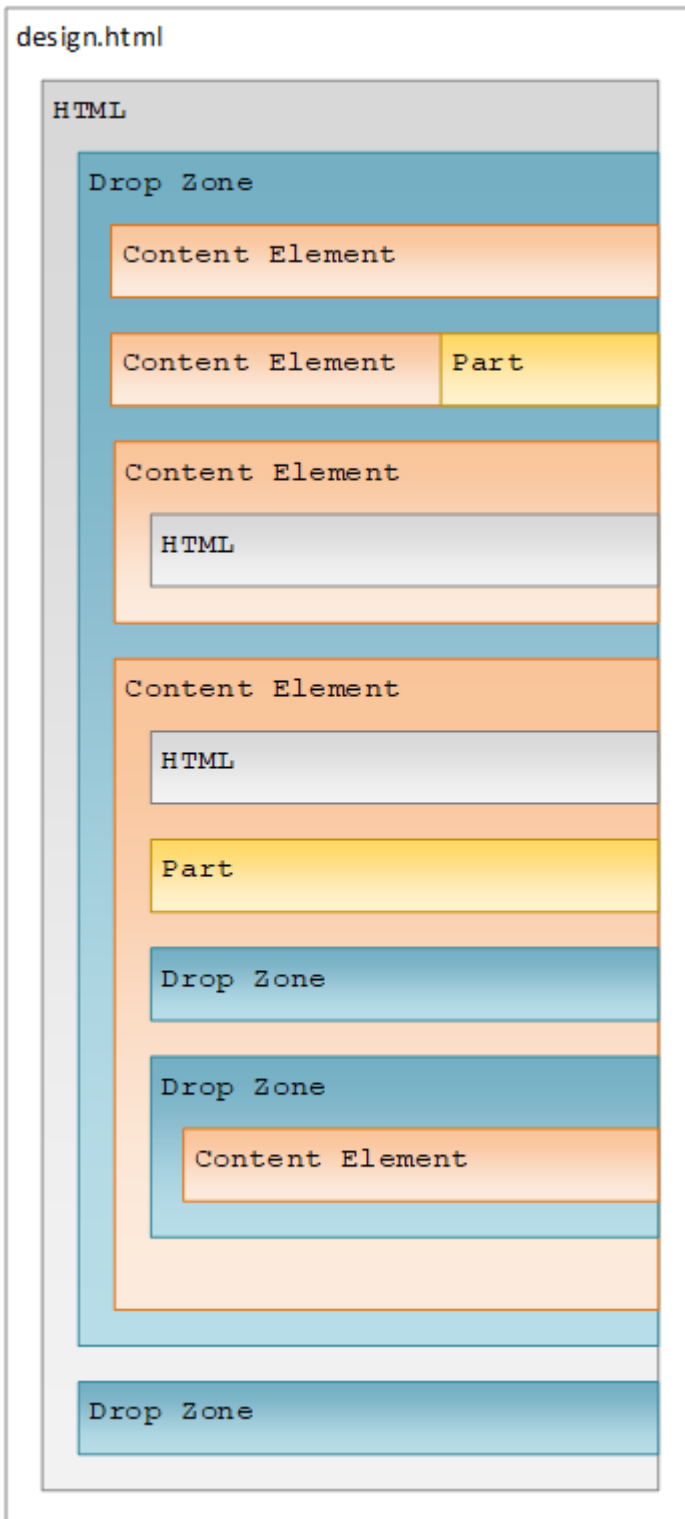 design.html
HTML
Drop Zone
Content Element
Content Element Part
Content Element
HTML
Content Element
HTML
Part
Drop Zone
Drop Zone
Content Element
Drop Zone